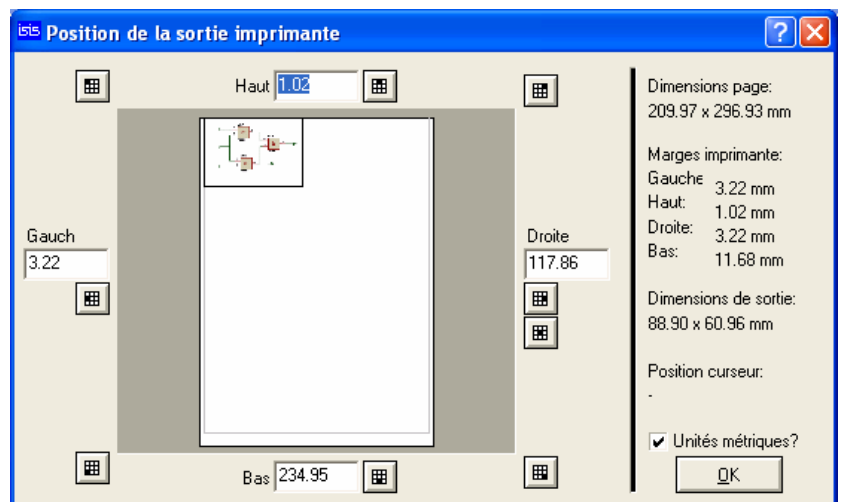 isis Position de la sortie imprimante
Haut 1.02
Gauch
3.22
Droite
117.86
Bas 234.95
Dimensions page:
209.97 x 296.93 mm
Marges imprimante:
Gauche 3.22 mm
Haut: 1.02 mm
Droite: 3.22 mm
Bas: 11.68 mm
Dimensions de sortie:
88.90 x 60.96 mm
Position curseur:
-
Unités métriques?
OK